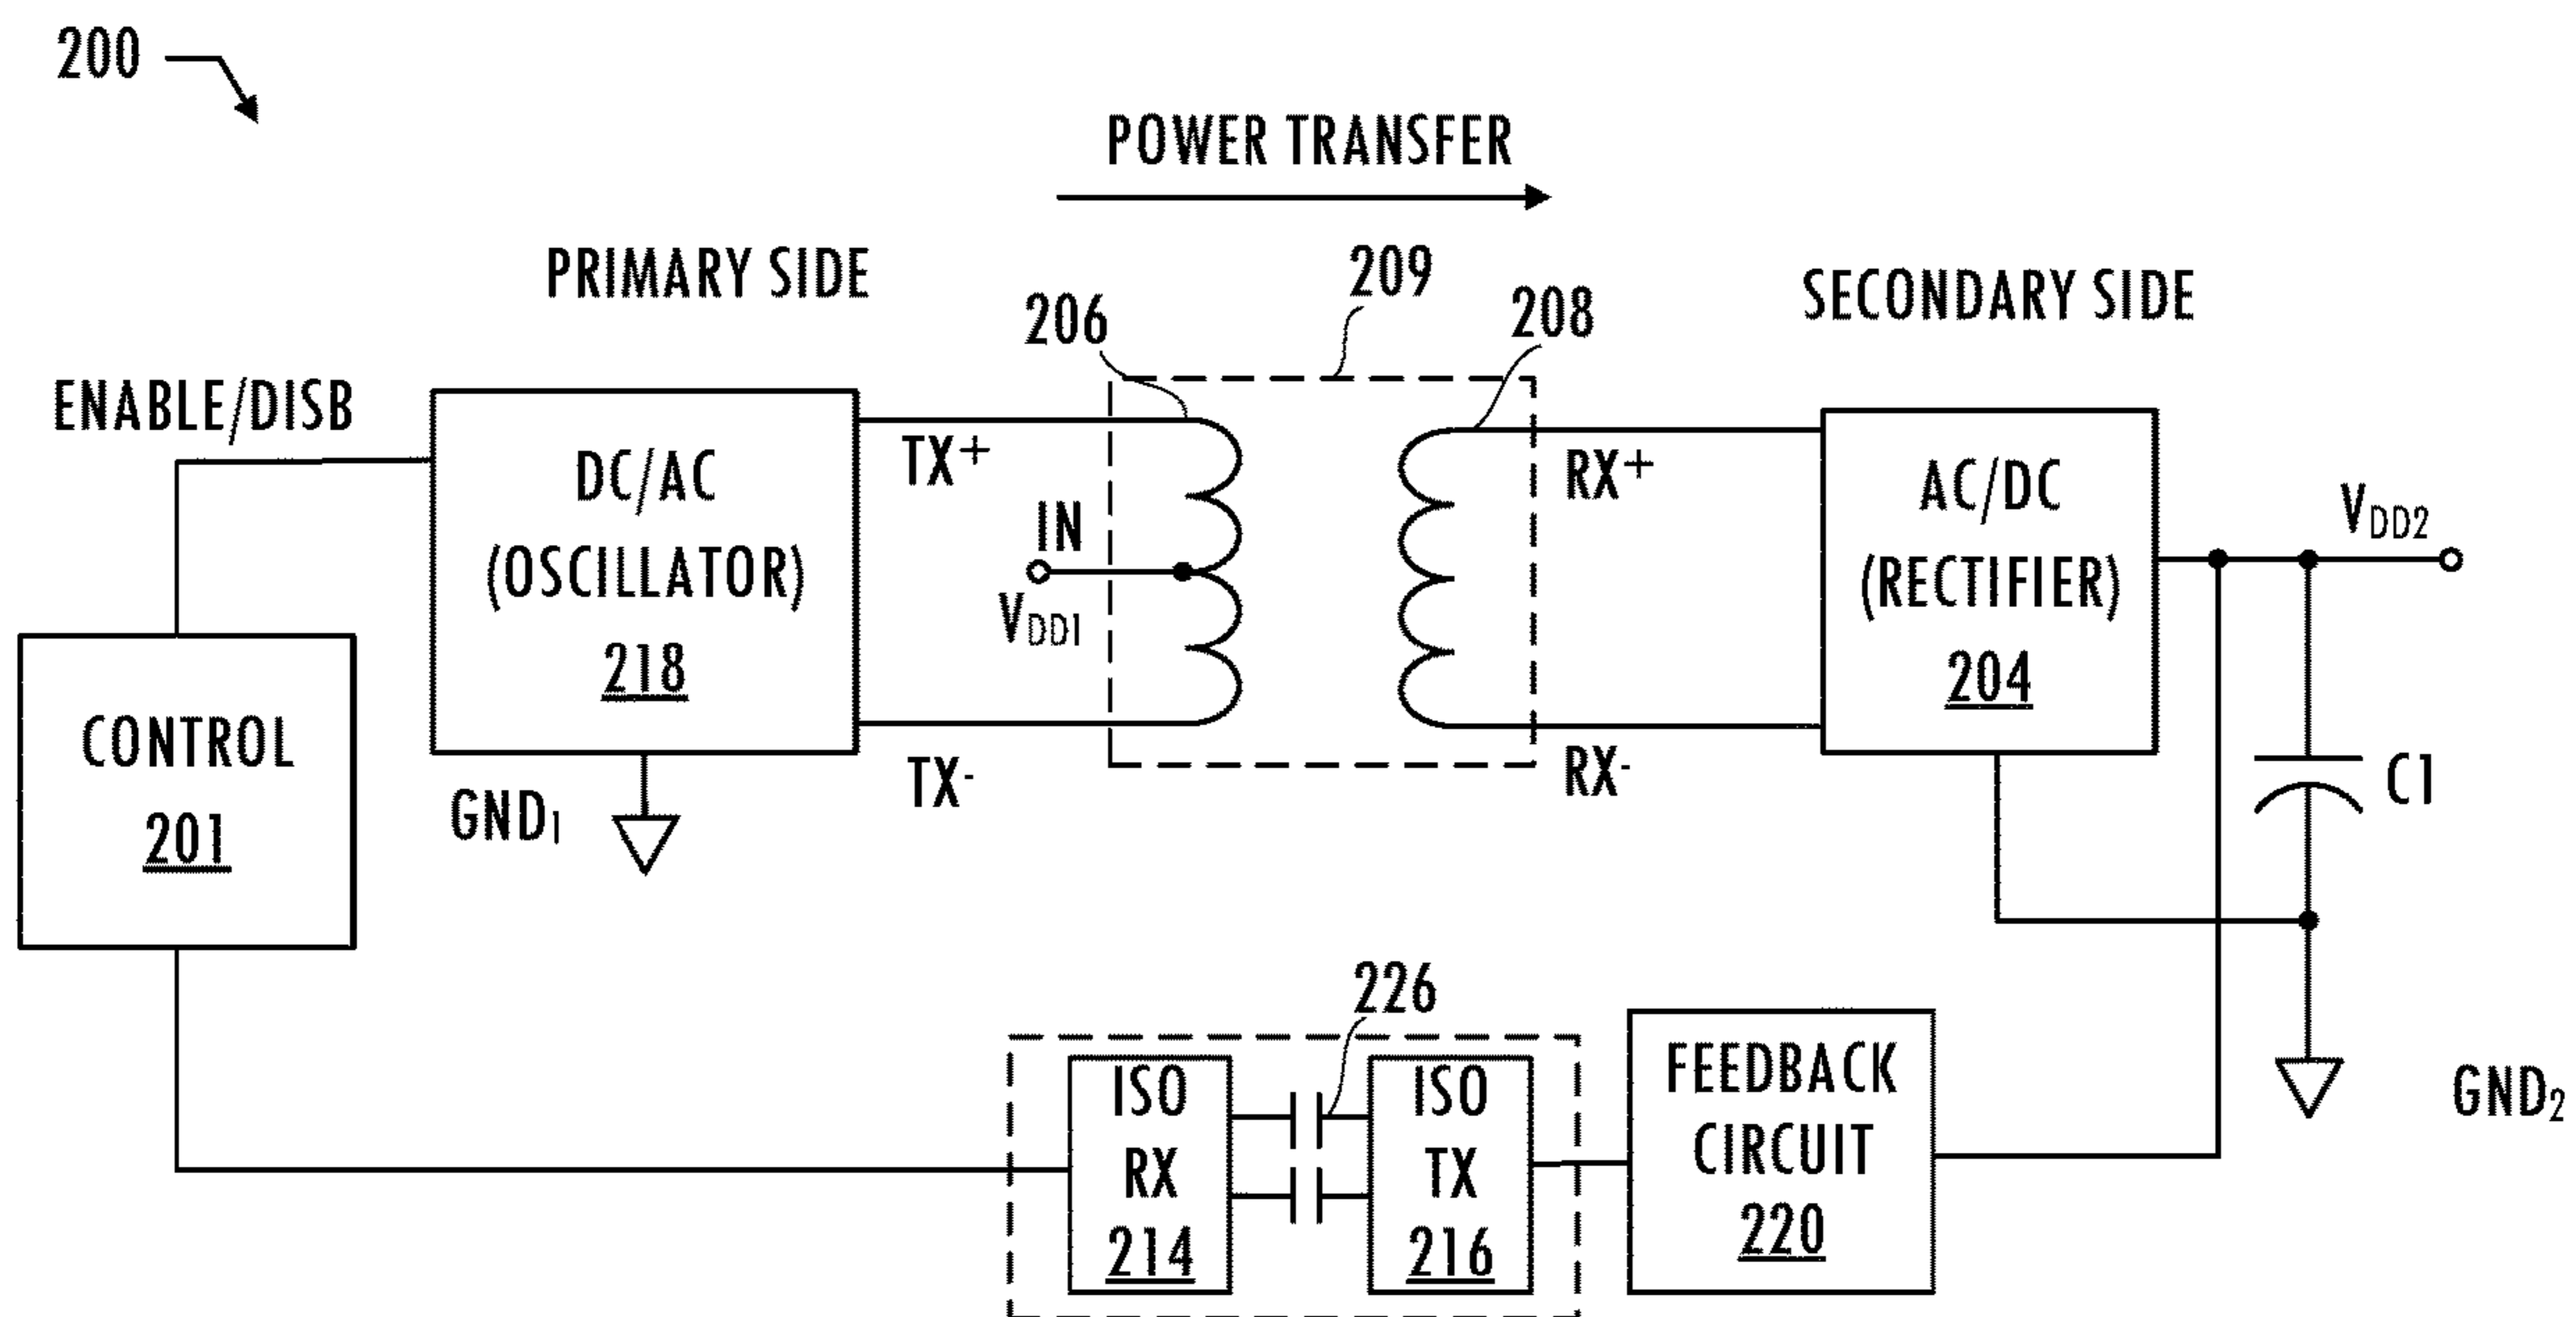 200
POWER TRANSFER
PRIMARY SIDE
209
SECONDARY SIDE
206
208
ENABLE/DISB
DC/AC
(OSCILLATOR)
218
TX+
IN
VDD1
TX-
RX+
RX-
AC/DC
(RECTIFIER)
204
VDD2
CONTROL
201
GND1
C1
226
ISO
RX
214
ISO
TX
216
FEEDBACK
CIRCUIT
220
GND2